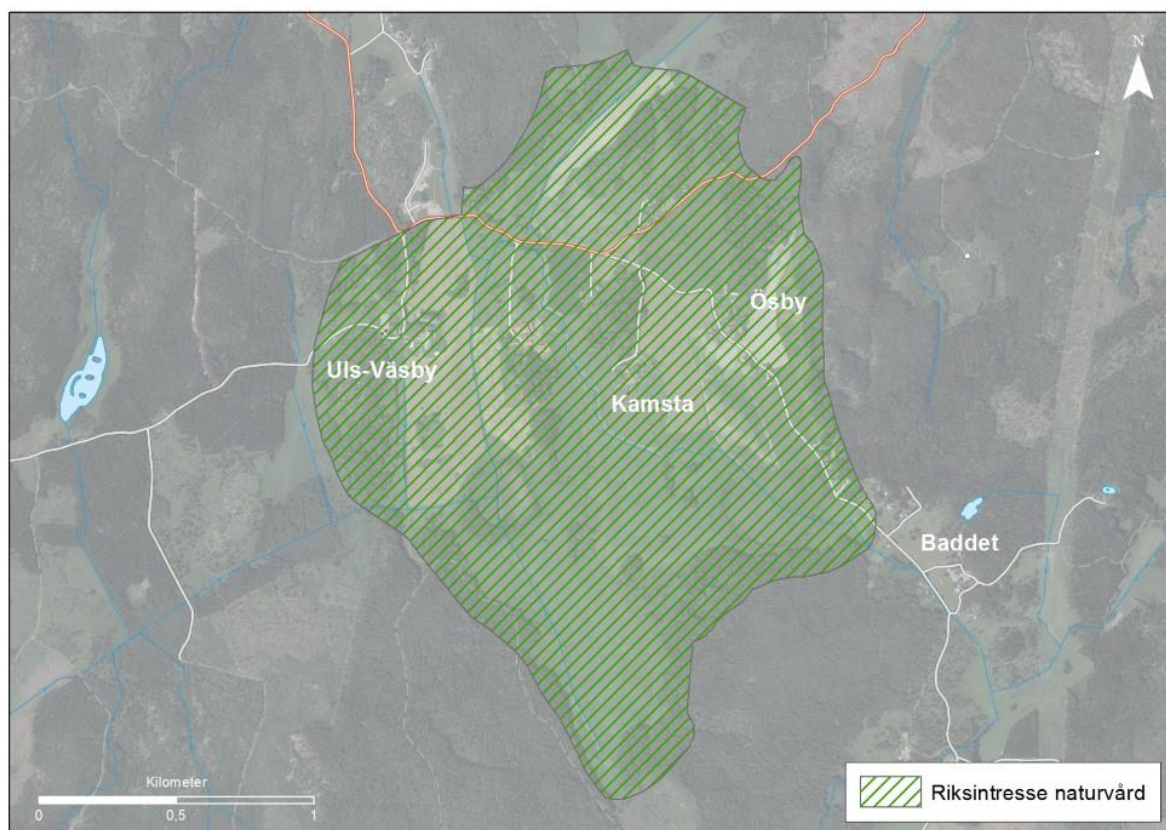 N
Ösby
Uls-Väsby
Kamsta
Baddet
Kilometer
0 0,5 1
Riksintresse naturvård